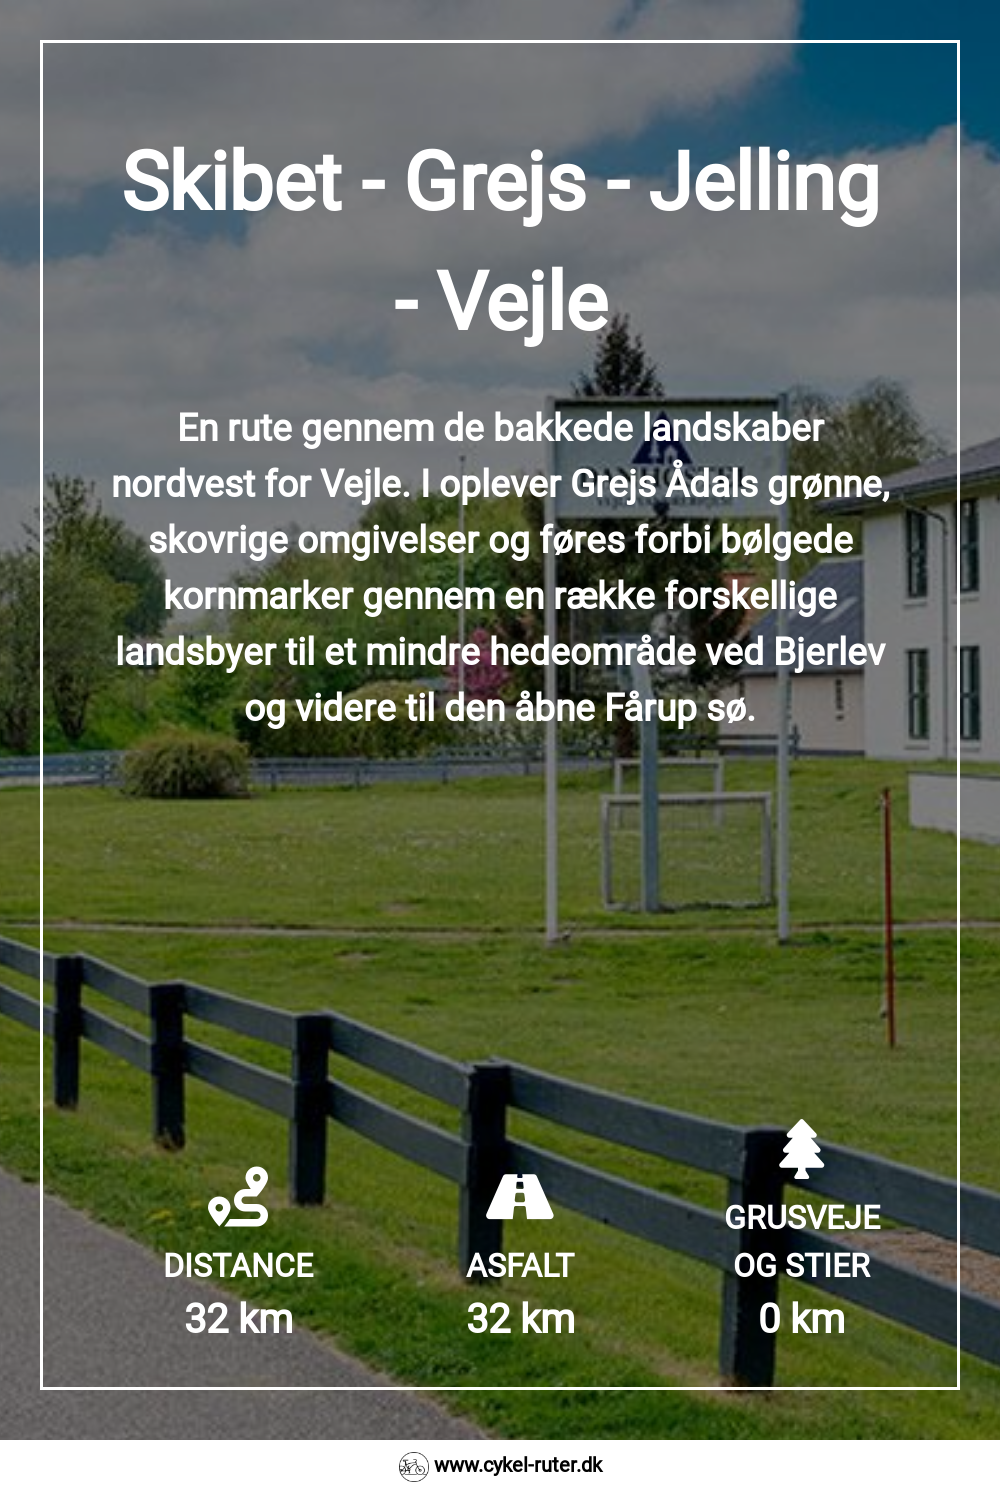 Skibet - Grejs - Jelling
- Vejle
En rute gennem de bakkede landskaber
nordvest for Vejle. I oplever Grejs Ådals grønne,
skovrige omgivelser og føres forbi bølgede
kornmarker gennem en række forskellige
landsbyer til et mindre hedeområde ved Bjerlev
og videre til den åbne Fårup sø.
DISTANCE
32 km
ASFALT
32 km
GRUSVEJE
OG STIER
0 km
www.cykel-ruter.dk